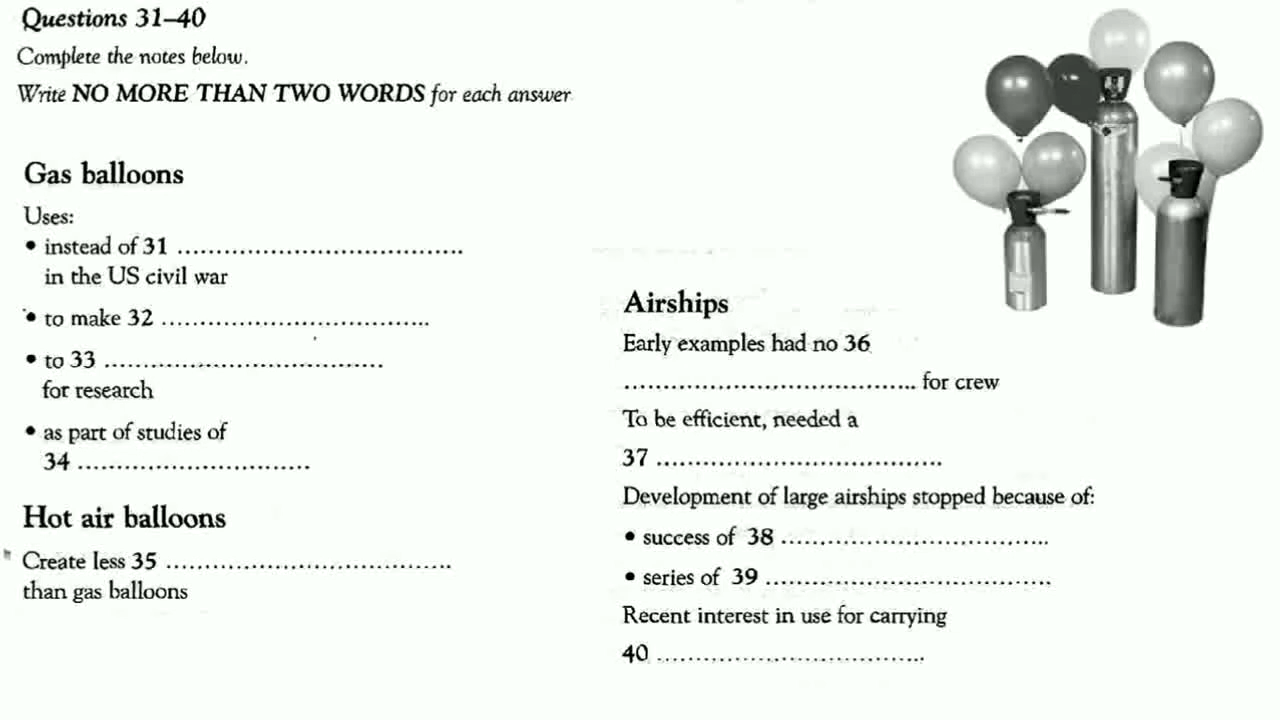 Questions 31–40
Complete the notes below.
Write NO MORE THAN TWO WORDS for each answer
Gas balloons
Uses:
• instead of 31 ....................................
in the US civil war
• to make 32 ..................................
• to 33 ....................................
for research
• as part of studies of
34 ..............................
Hot air balloons
Create less 35 ....................................
than gas balloons
Airships
Early examples had no 36
..................................... for crew
To be efficient, needed a
37 ....................................
Development of large airships stopped because of:
• success of 38 ..................................
• series of 39 ....................................
Recent interest in use for carrying
40 ..................................